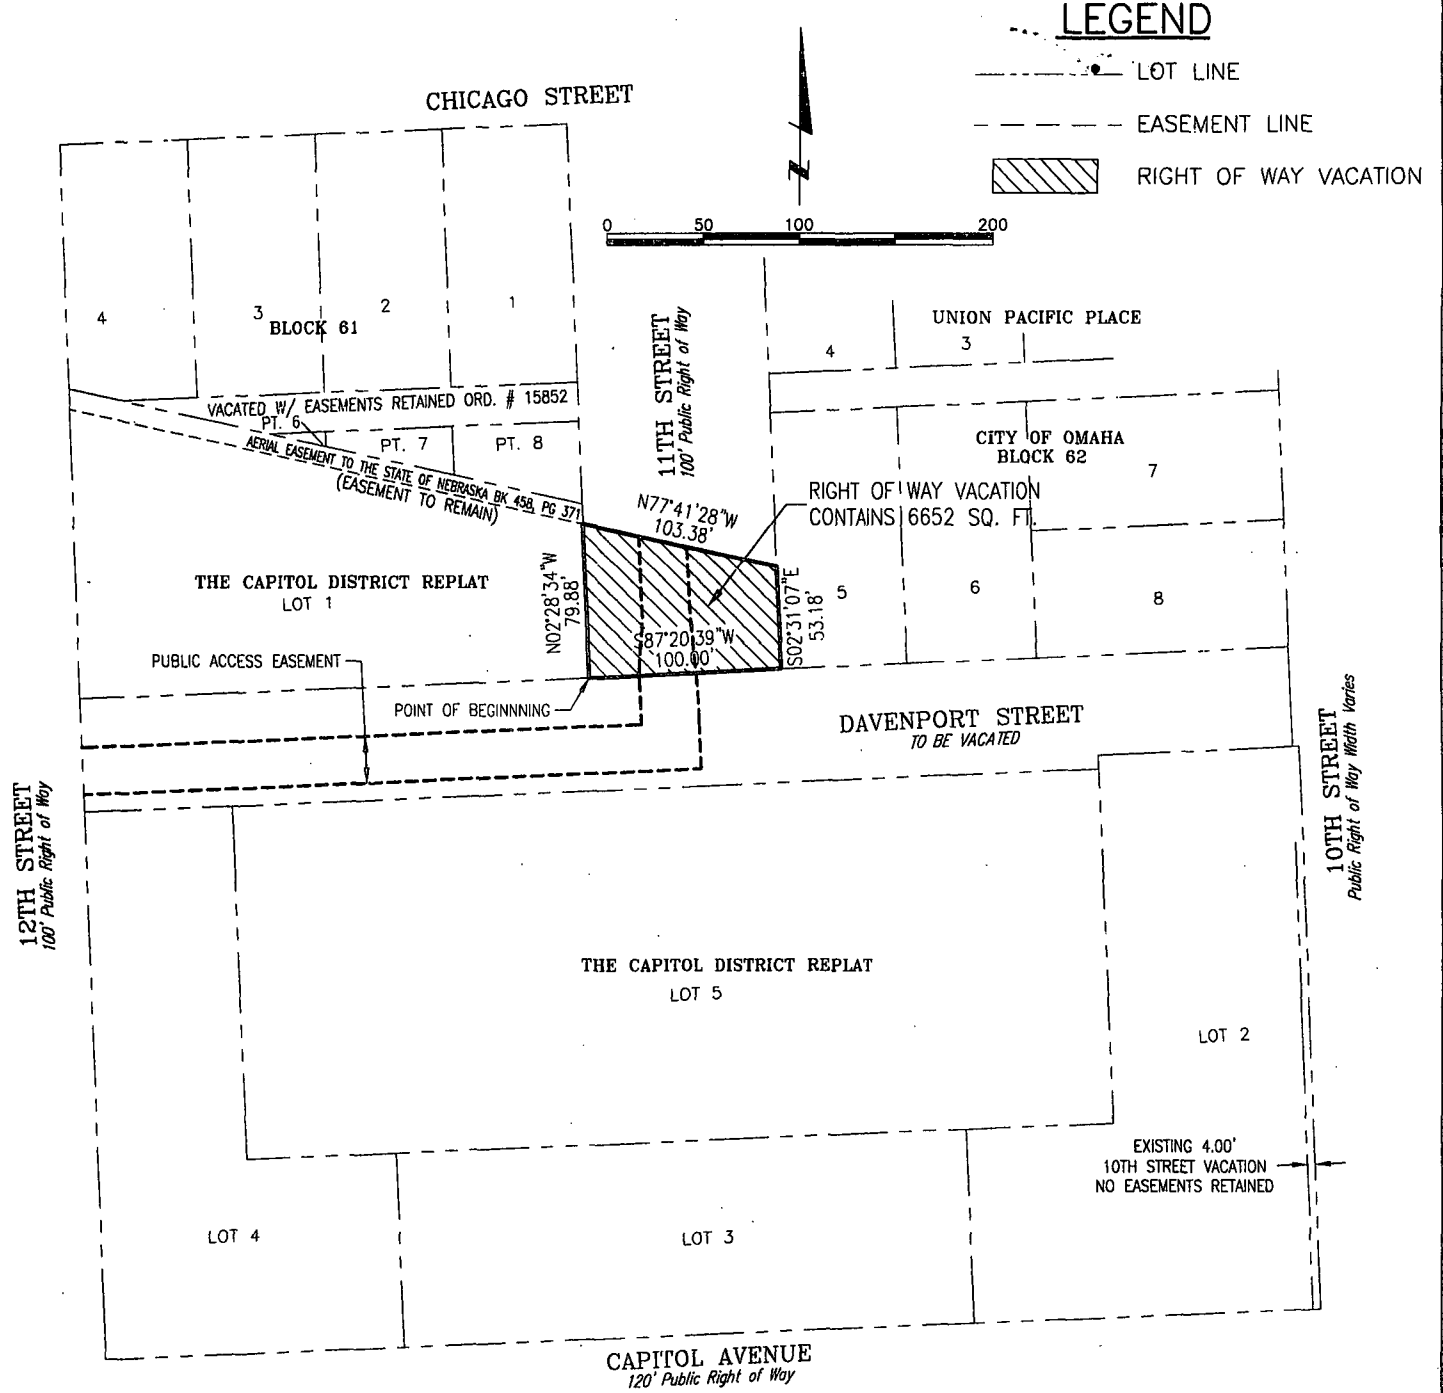 LEGEND
LOT LINE
EASEMENT LINE
RIGHT OF WAY VACATION
N
0 50 100 200
CHICAGO STREET
4
3
2
1
BLOCK 61
11TH STREET
100' Public Right of Way
UNION PACIFIC PLACE
4
3
VACATED W/ EASEMENTS RETAINED ORD. # 15852
PT. 6
PT. 7
PT. 8
AERIAL EASEMENT TO THE STATE OF NEBRASKA BK 458, PG 371
(EASEMENT TO REMAIN)
CITY OF OMAHA
BLOCK 62
7
N77°41'28"W
103.38'
RIGHT OF WAY VACATION
CONTAINS 6652 SQ. FT.
THE CAPITOL DISTRICT REPLAT
LOT 1
N02°28'34"W
79.88'
S87°20'39"W
100.00'
S02°31'07"E
53.18'
5
6
8
PUBLIC ACCESS EASEMENT
POINT OF BEGINNNING
DAVENPORT STREET
TO BE VACATED
10TH STREET
Public Right of Way Width Varies
12TH STREET
100' Public Right of Way
THE CAPITOL DISTRICT REPLAT
LOT 5
LOT 2
EXISTING 4.00'
10TH STREET VACATION
NO EASEMENTS RETAINED
LOT 4
LOT 3
CAPITOL AVENUE
120' Public Right of Way